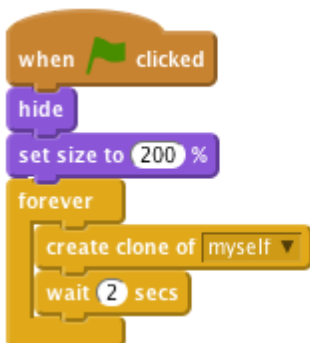 when clicked
hide
set size to 200 %
forever
create clone of myself
wait 2 secs